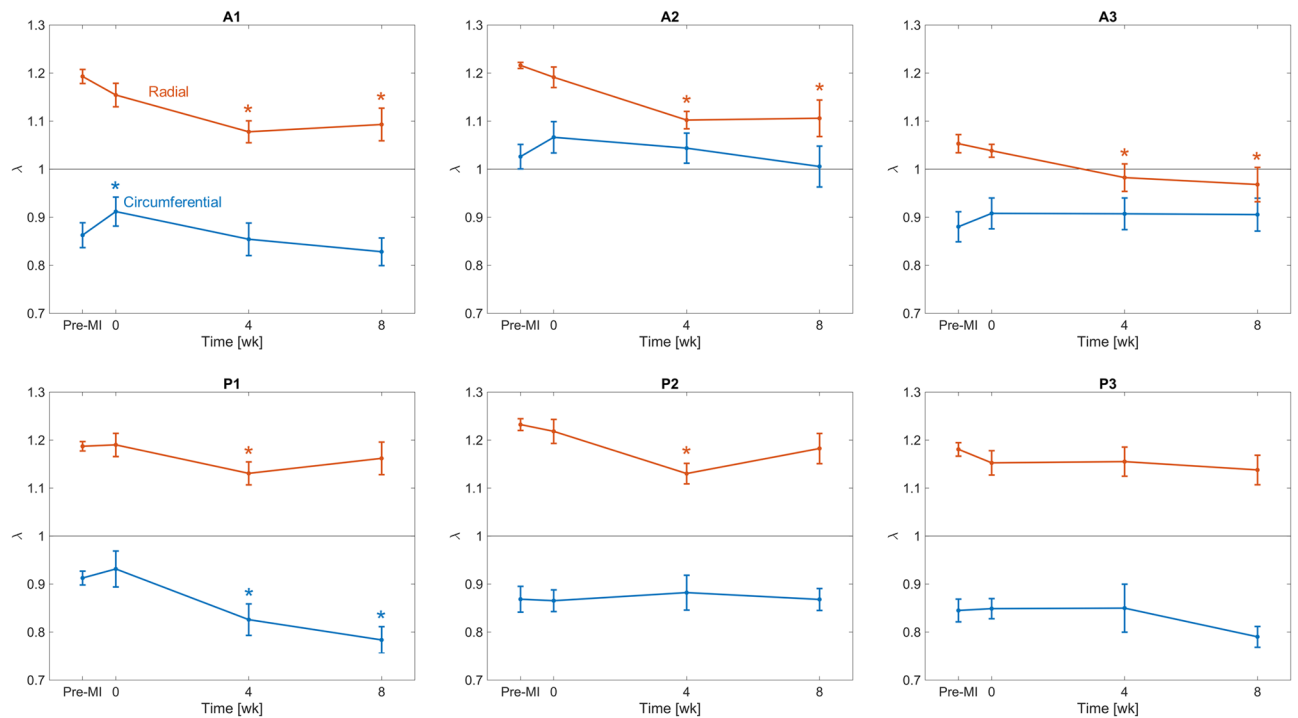 A1
A2
A3
1.3
1.2
1.1
1
0.9
0.8
0.7
λ
Radial
*
*
*
Circumferential
Pre-MI 0 4 8
Time [wk]
1.3
1.2
1.1
1
0.9
0.8
0.7
λ
*
*
Pre-MI 0 4 8
Time [wk]
1.3
1.2
1.1
1
0.9
0.8
0.7
λ
*
*
Pre-MI 0 4 8
Time [wk]
P1
P2
P3
1.3
1.2
1.1
1
0.9
0.8
0.7
λ
*
*
*
Pre-MI 0 4 8
Time [wk]
1.3
1.2
1.1
1
0.9
0.8
0.7
λ
*
Pre-MI 0 4 8
Time [wk]
1.3
1.2
1.1
1
0.9
0.8
0.7
λ
Pre-MI 0 4 8
Time [wk]